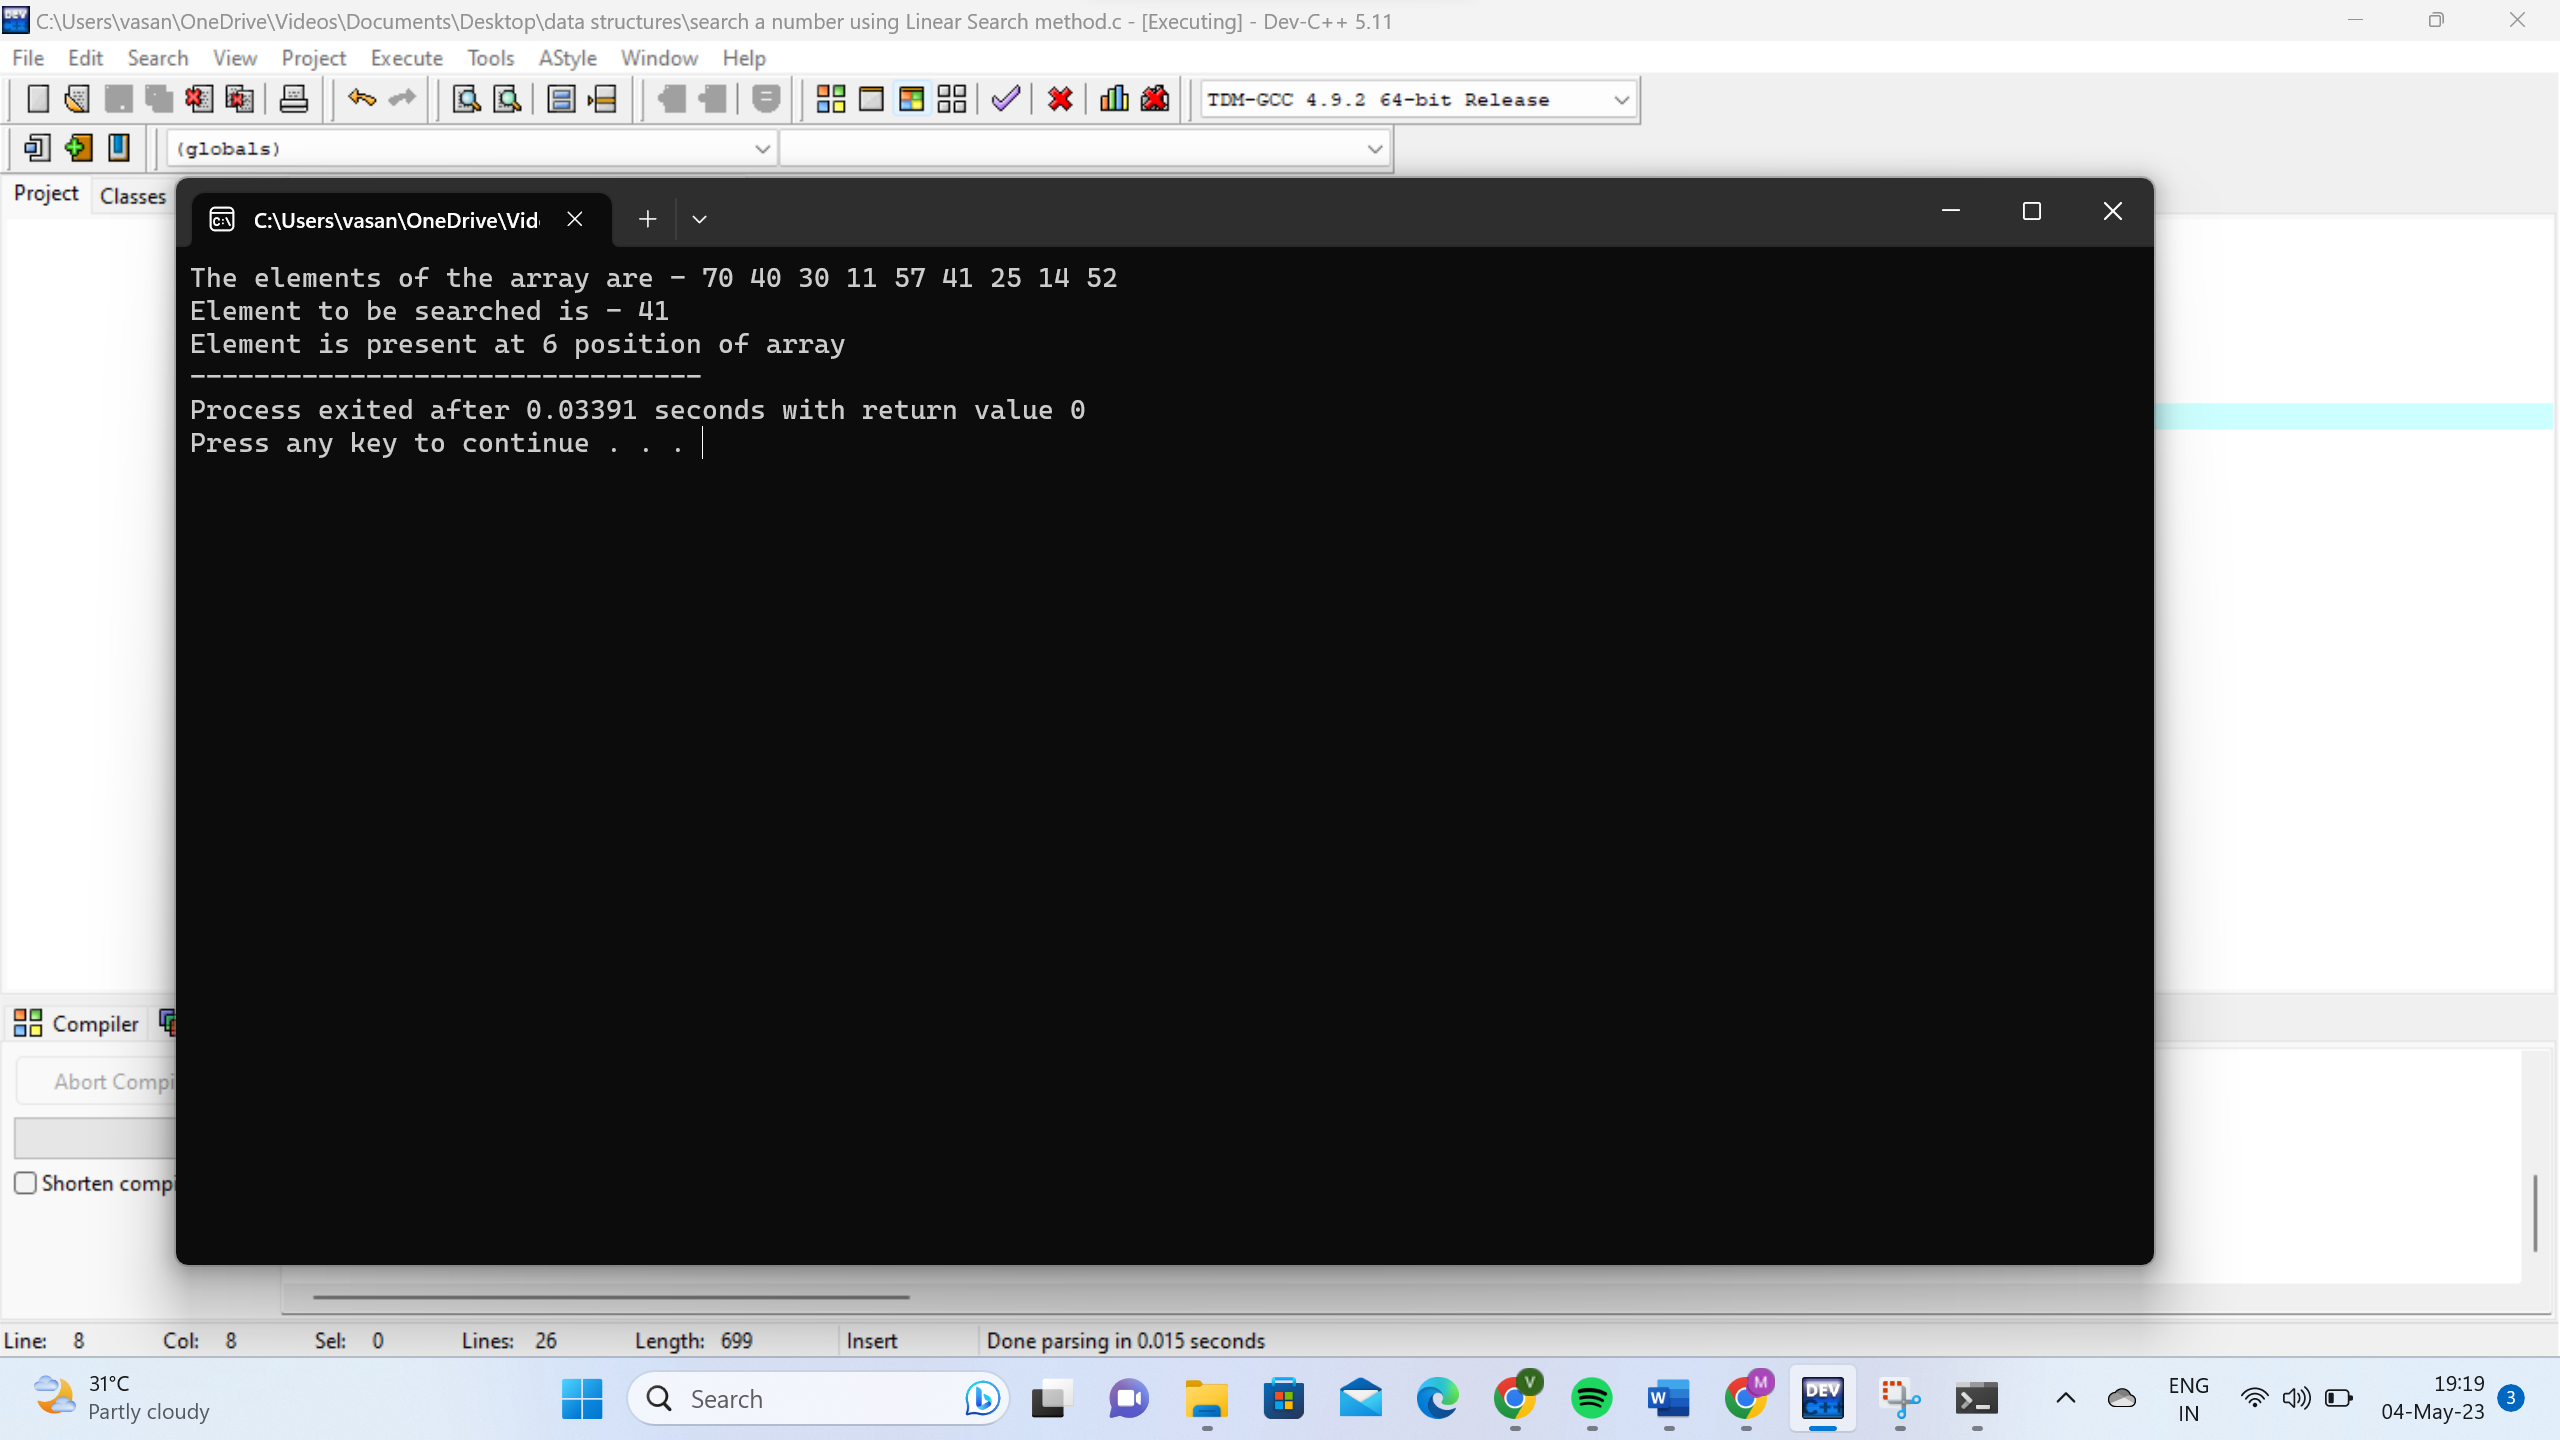 C:\Users\vasan\OneDrive\Videos\Documents\Desktop\data structures\search a number using Linear Search method.c - [Executing] - Dev-C++ 5.11
File Edit Search View Project Execute Tools AStyle Window Help
TDM-GCC 4.9.2 64-bit Release
(globals)
Project Classes
C:\Users\vasan\OneDrive\Vid
The elements of the array are - 70 40 30 11 57 41 25 14 52
Element to be searched is - 41
Element is present at 6 position of array
--------------------------------
Process exited after 0.03391 seconds with return value 0
Press any key to continue . . .
Compiler
Abort Compi
Shorten compi
Line: 8 Col: 8 Sel: 0 Lines: 26 Length: 699 Insert Done parsing in 0.015 seconds
31°C
Partly cloudy
Search
V
W
M
DEV
C++
ENG
IN
19:19
04-May-23
3